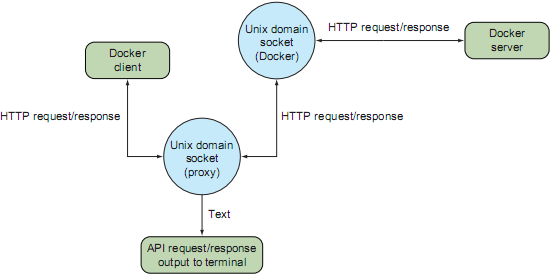 Unix domain
socket
(Docker)
HTTP request/response
Docker
server
Docker
client
HTTP request/response
HTTP request/response
Unix domain
socket
(proxy)
Text
API request/response
output to terminal